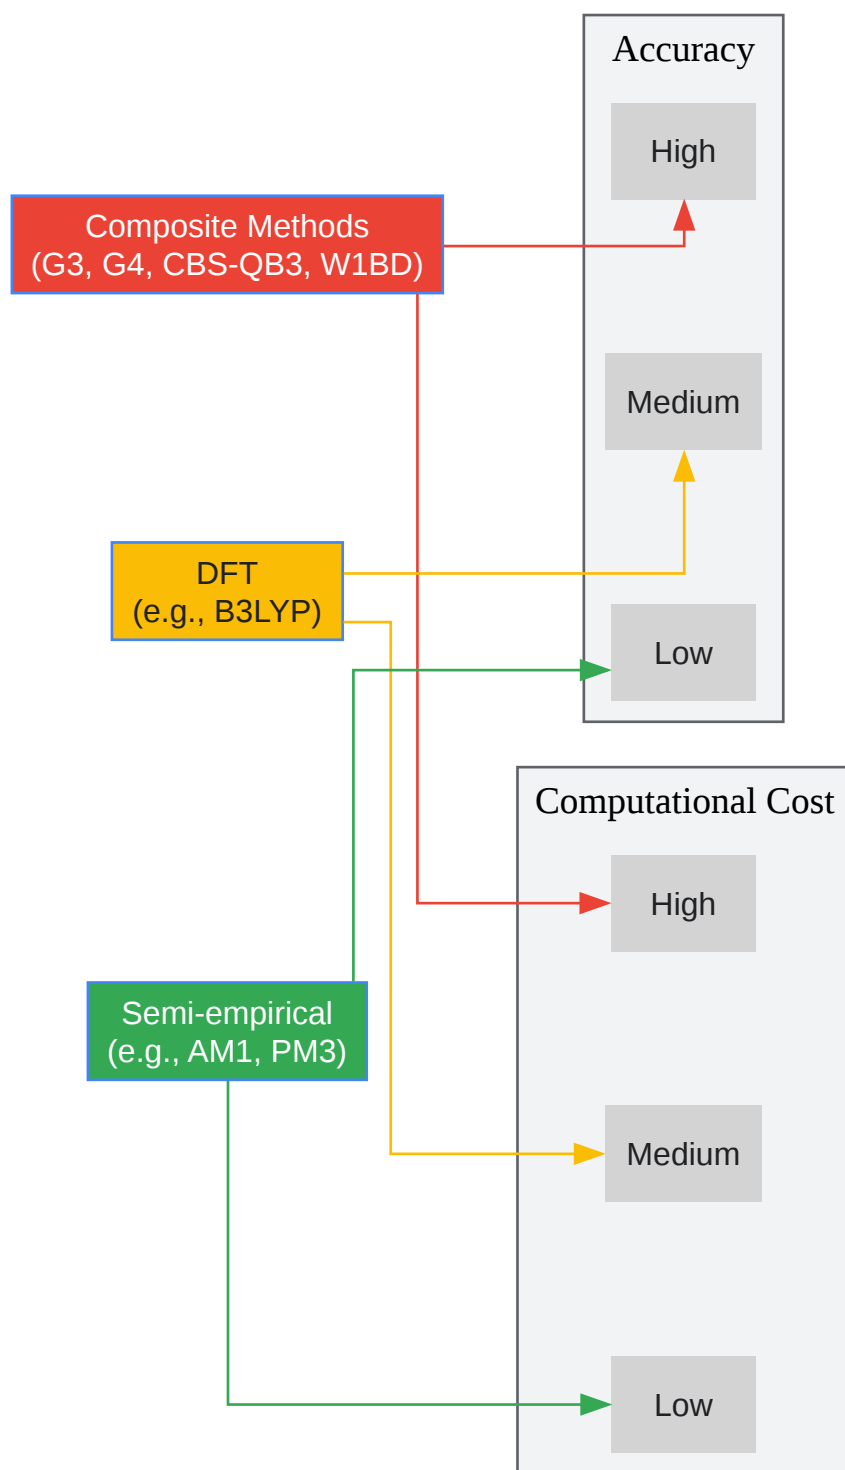 Accuracy
High
Composite Methods
(G3, G4, CBS-QB3, W1BD)
Medium
DFT
(e.g., B3LYP)
Low
Computational Cost
High
Semi-empirical
(e.g., AM1, PM3)
Medium
Low